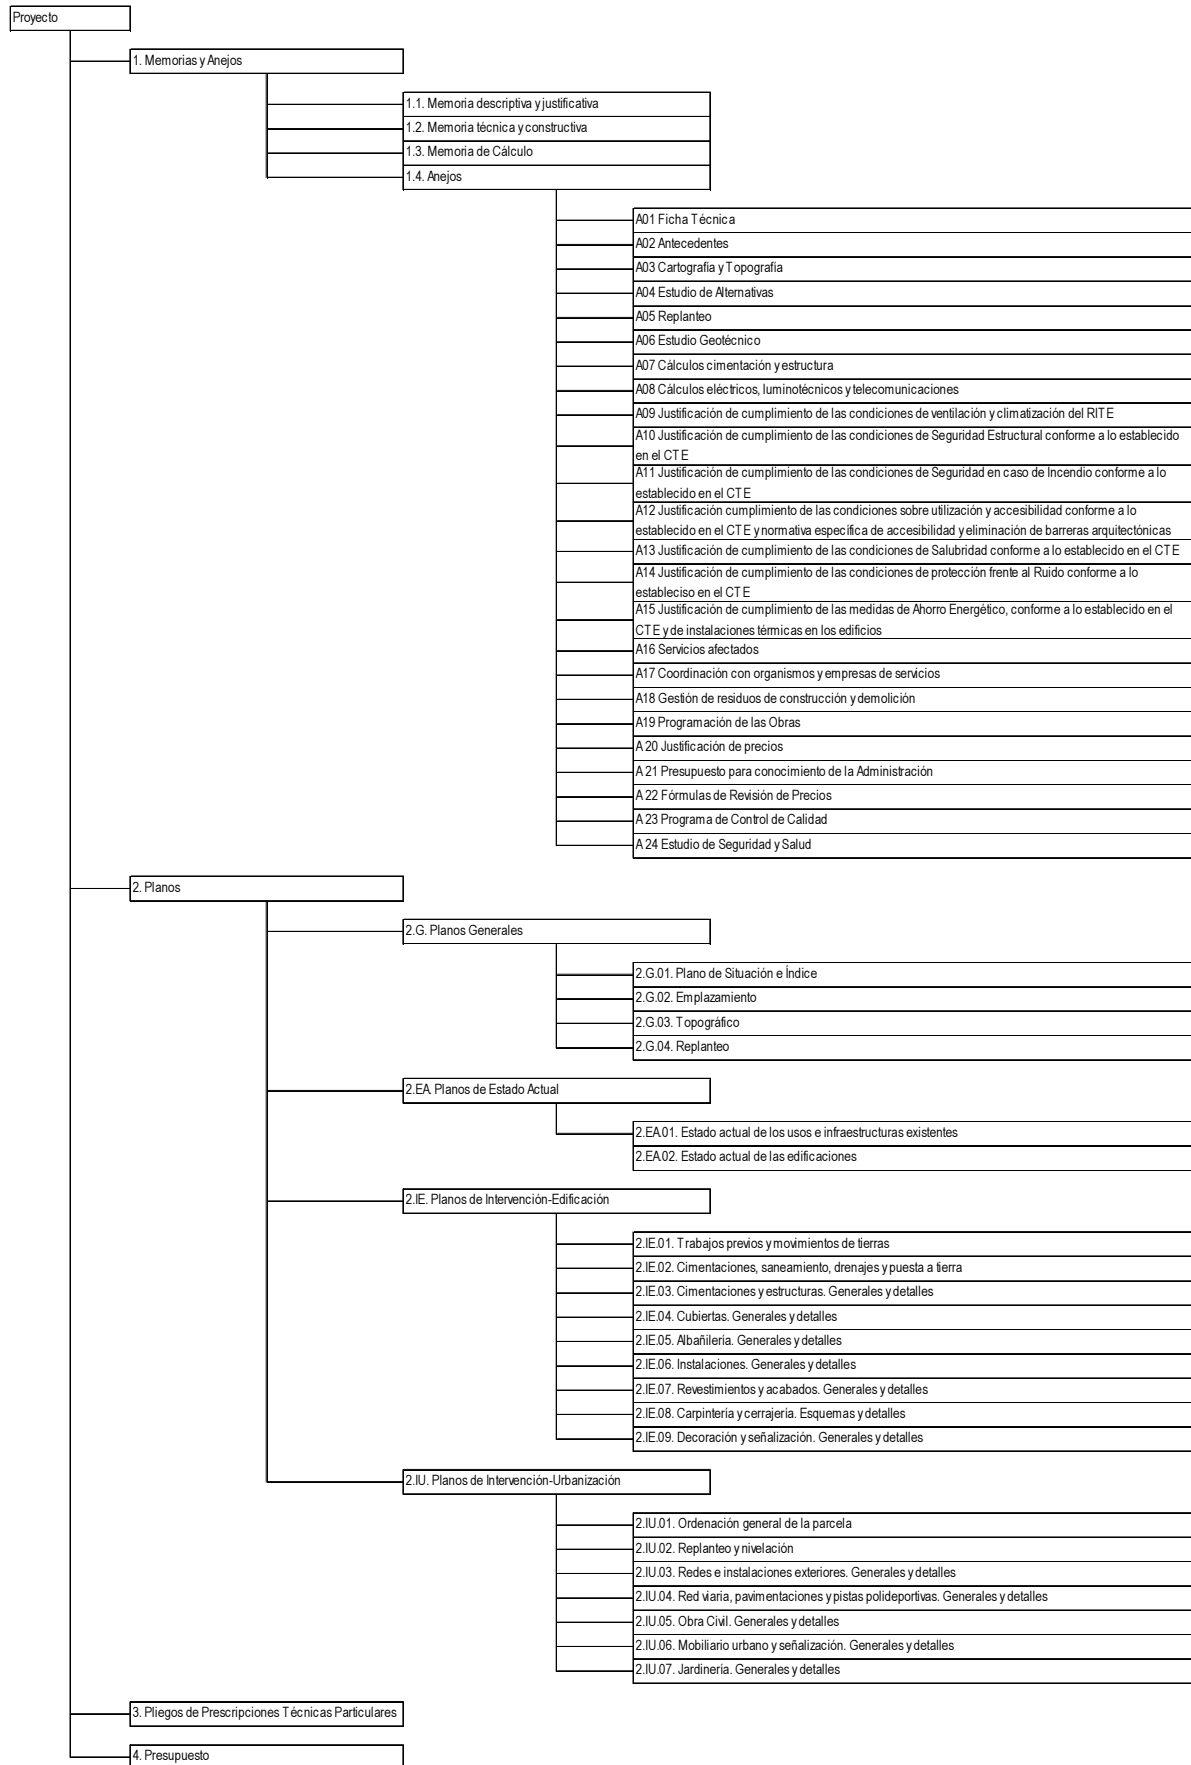 Proyecto
1. Memorias y Anejos
1.1. Memoria descriptiva y justificativa
1.2. Memoria técnica y constructiva
1.3. Memoria de Cálculo
1.4. Anejos
A01 Ficha Técnica
A02 Antecedentes
A03 Cartografía y Topografía
A04 Estudio de Alternativas
A05 Replanteo
A06 Estudio Geotécnico
A07 Cálculos cimentación y estructura
A08 Cálculos eléctricos, luminotécnicos y telecomunicaciones
A09 Justificación de cumplimiento de las condiciones de ventilación y climatización del RITE
A10 Justificación de cumplimiento de las condiciones de Seguridad Estructural conforme a lo establecido
en el CTE
A11 Justificación de cumplimiento de las condiciones de Seguridad en caso de Incendio conforme a lo
establecido en el CTE
A12 Justificación cumplimiento de las condiciones sobre utilización y accesibilidad conforme a lo
establecido en el CTE y normativa específica de accesibilidad y eliminación de barreras arquitectónicas
A13 Justificación de cumplimiento de las condiciones de Salubridad conforme a lo establecido en el CTE
A14 Justificación de cumplimiento de las condiciones de protección frente al Ruido conforme a lo
estableciso en el CTE
A15 Justificación de cumplimiento de las medidas de Ahorro Energético, conforme a lo establecido en el
CTE y de instalaciones térmicas en los edificios
A16 Servicios afectados
A17 Coordinación con organismos y empresas de servicios
A18 Gestión de residuos de construcción y demolición
A19 Programación de las Obras
A 20 Justificación de precios
A 21 Presupuesto para conocimiento de la Administración
A 22 Fórmulas de Revisión de Precios
A 23 Programa de Control de Calidad
A 24 Estudio de Seguridad y Salud
2. Planos
2.G. Planos Generales
2.G.01. Plano de Situación e Índice
2.G.02. Emplazamiento
2.G.03. Topográfico
2.G.04. Replanteo
2.EA. Planos de Estado Actual
2.EA.01. Estado actual de los usos e infraestructuras existentes
2.EA.02. Estado actual de las edificaciones
2.IE. Planos de Intervención-Edificación
2.IE.01. Trabajos previos y movimientos de tierras
2.IE.02. Cimentaciones, saneamiento, drenajes y puesta a tierra
2.IE.03. Cimentaciones y estructuras. Generales y detalles
2.IE.04. Cubiertas. Generales y detalles
2.IE.05. Albañilería. Generales y detalles
2.IE.06. Instalaciones. Generales y detalles
2.IE.07. Revestimientos y acabados. Generales y detalles
2.IE.08. Carpintería y cerrajería. Esquemas y detalles
2.IE.09. Decoración y señalización. Generales y detalles
2.IU. Planos de Intervención-Urbanización
2.IU.01. Ordenación general de la parcela
2.IU.02. Replanteo y nivelación
2.IU.03. Redes e instalaciones exteriores. Generales y detalles
2.IU.04. Red viaria, pavimentaciones y pistas polideportivas. Generales y detalles
2.IU.05. Obra Civil. Generales y detalles
2.IU.06. Mobiliario urbano y señalización. Generales y detalles
2.IU.07. Jardinería. Generales y detalles
3. Pliegos de Prescripciones Técnicas Particulares
4. Presupuesto